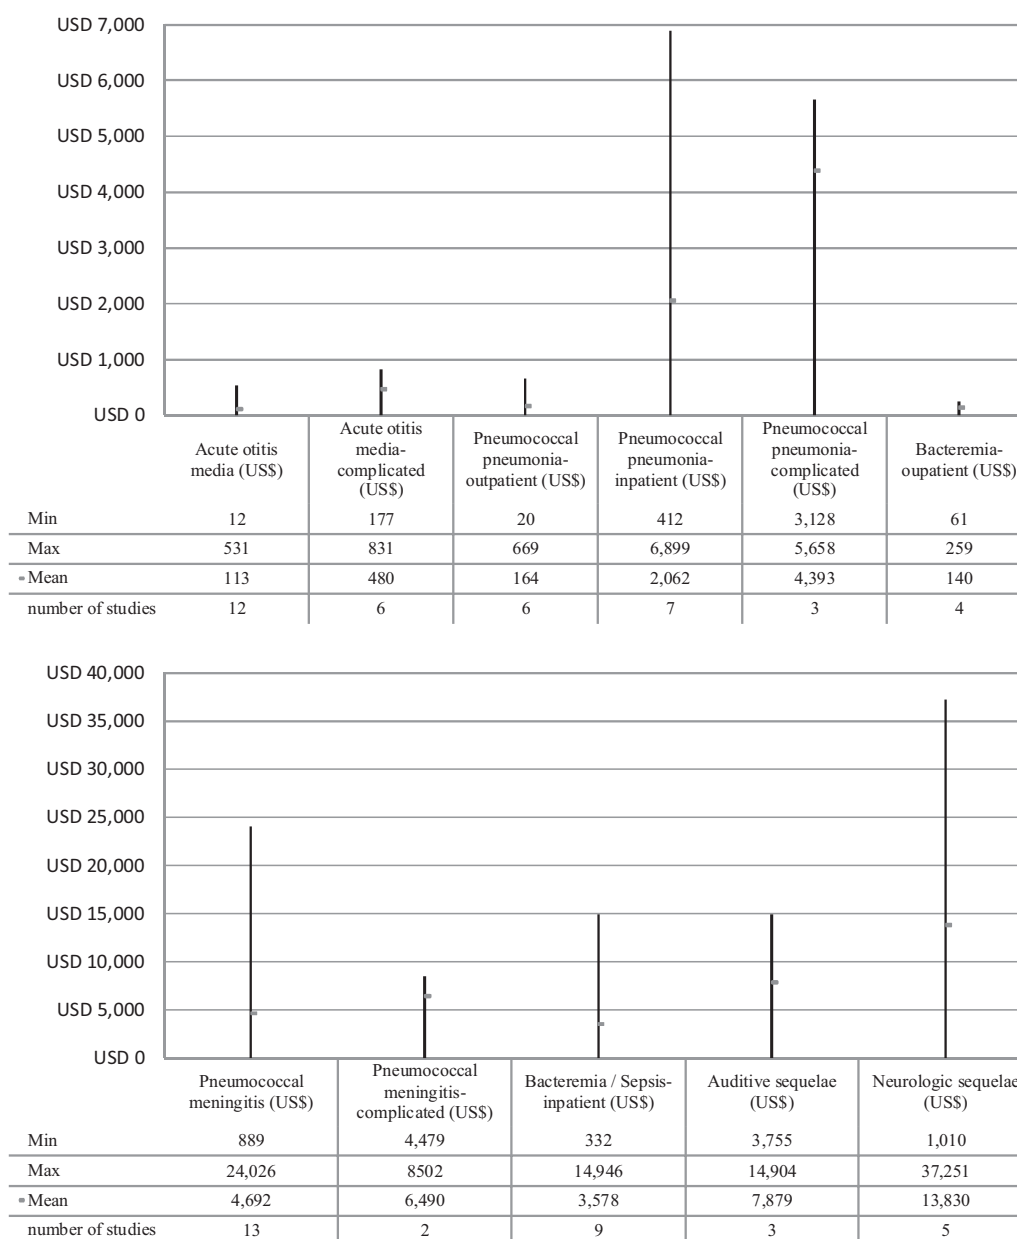 USD 7,000
USD 6,000
USD 5,000
USD 4,000
USD 3,000
USD 2,000
USD 1,000
USD 0
Acute otitis
media (US$)
Acute otitis
media-
complicated
(US$)
Pneumococcal
pneumonia-
outpatient (US$)
Pneumococcal
pneumonia-
inpatient (US$)
Pneumococcal
pneumonia-
complicated
(US$)
Bacteremia-
oupatient (US$)
Min 12 177 20 412 3,128 61
Max 531 831 669 6,899 5,658 259
Mean 113 480 164 2,062 4,393 140
number of studies 12 6 6 7 3 4
USD 40,000
USD 35,000
USD 30,000
USD 25,000
USD 20,000
USD 15,000
USD 10,000
USD 5,000
USD 0
Pneumococcal
meningitis (US$)
Pneumococcal
meningitis-
complicated (US$)
Bacteremia / Sepsis-
inpatient (US$)
Auditive sequelae
(US$)
Neurologic sequelae
(US$)
Min 889 4,479 332 3,755 1,010
Max 24,026 8502 14,946 14,904 37,251
Mean 4,692 6,490 3,578 7,879 13,830
number of studies 13 2 9 3 5